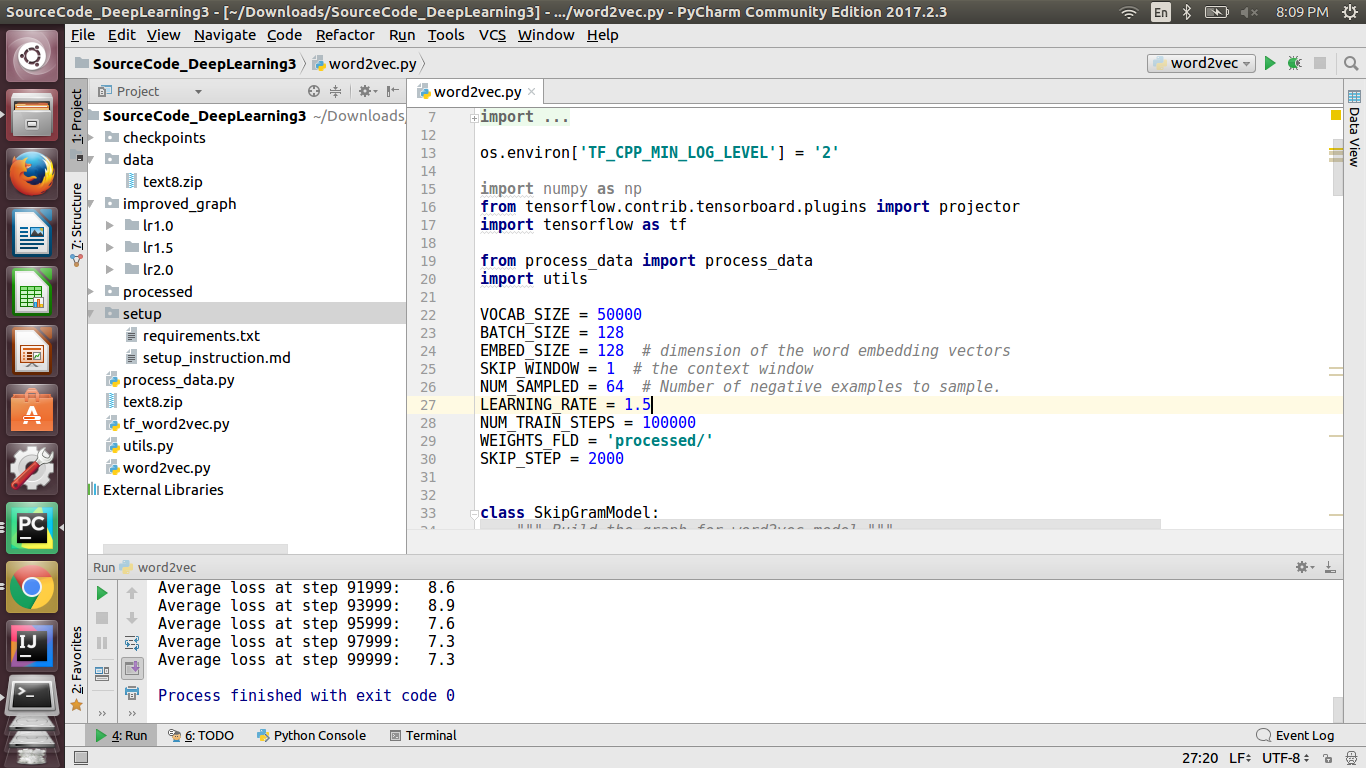 SourceCode_DeepLearning3 - [~/Downloads/SourceCode_DeepLearning3] - .../word2vec.py - PyCharm Community Edition 2017.2.3
En
8:09 PM
File Edit View Navigate Code Refactor Run Tools VCS Window Help
SourceCode_DeepLearning3 word2vec.py
word2vec
Project
word2vec.py
1: Project
7: Structure
2: Favorites
Data View
SourceCode_DeepLearning3 ~/Downloads/
checkpoints
data
text8.zip
improved_graph
lr1.0
lr1.5
lr2.0
processed
setup
requirements.txt
setup_instruction.md
process_data.py
text8.zip
tf_word2vec.py
utils.py
word2vec.py
External Libraries
7 import ...
12
13 os.environ['TF_CPP_MIN_LOG_LEVEL'] = '2'
14
15 import numpy as np
16 from tensorflow.contrib.tensorboard.plugins import projector
17 import tensorflow as tf
18
19 from process_data import process_data
20 import utils
21
22 VOCAB_SIZE = 50000
23 BATCH_SIZE = 128
24 EMBED_SIZE = 128 # dimension of the word embedding vectors
25 SKIP_WINDOW = 1 # the context window
26 NUM_SAMPLED = 64 # Number of negative examples to sample.
27 LEARNING_RATE = 1.5
28 NUM_TRAIN_STEPS = 100000
29 WEIGHTS_FLD = 'processed/'
30 SKIP_STEP = 2000
31
32
33 class SkipGramModel:
34 """ Build the graph for word2vec model """
Run word2vec
Average loss at step 91999: 8.6
Average loss at step 93999: 8.9
Average loss at step 95999: 7.6
Average loss at step 97999: 7.3
Average loss at step 99999: 7.3
Process finished with exit code 0
PC
IJ
4: Run 6: TODO Python Console Terminal Event Log
27:20 LF UTF-8